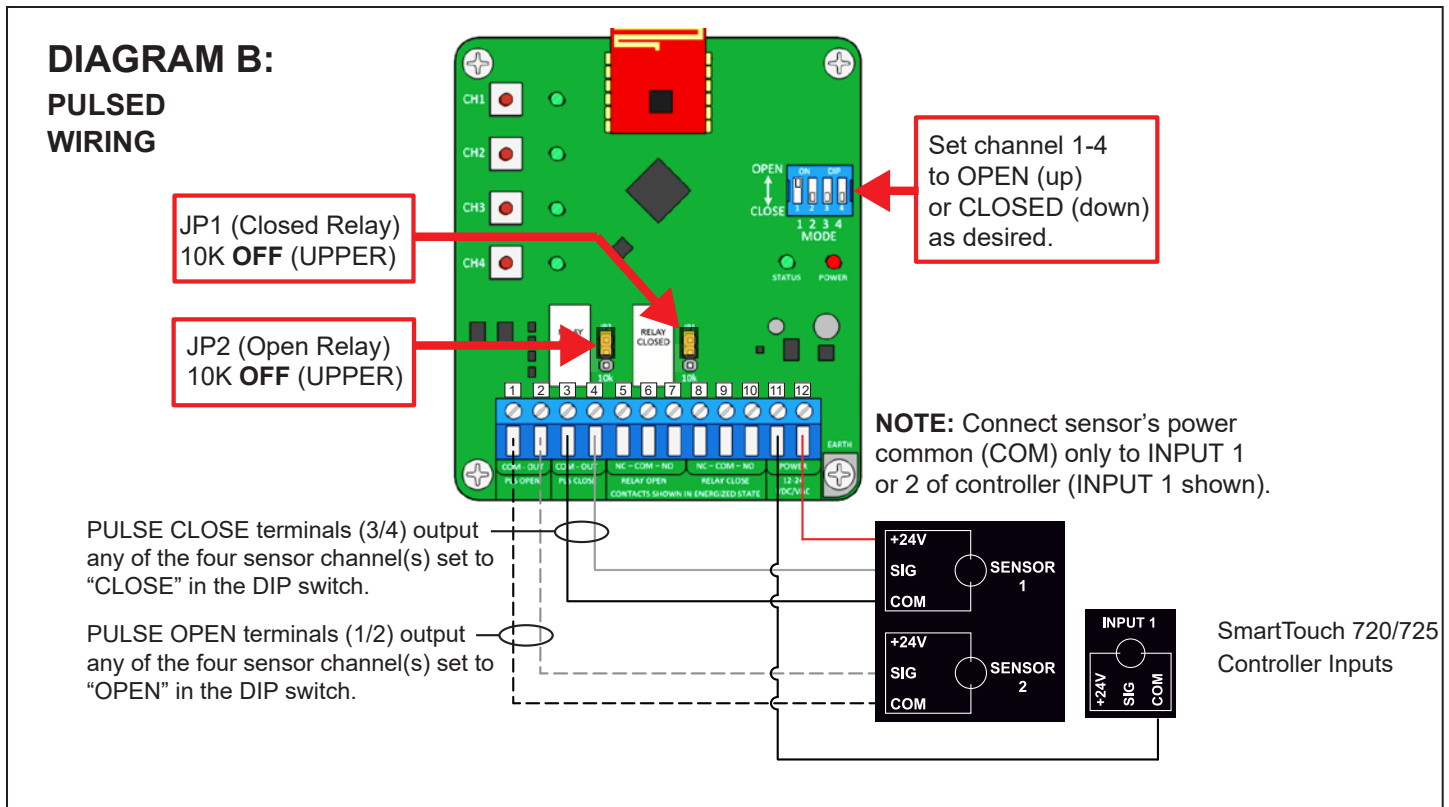 DIAGRAM B:
PULSED
WIRING
CH1
CH2
CH3
CH4
OPEN
CLOSE
ON DIP
1 2 3 4
1 2 3 4
MODE
STATUS
POWER
Set channel 1-4
to OPEN (up)
or CLOSED (down)
as desired.
JP1 (Closed Relay)
10K OFF (UPPER)
JP2 (Open Relay)
10K OFF (UPPER)
RELAY
CLOSED
10k
10k
1 2 3 4 5 6 7 8 9 10 11 12
EARTH
COM - OUT
COM - OUT
NC – COM – NO
NC – COM – NO
POWER
PLS OPEN
PLS CLOSE
RELAY OPEN
RELAY CLOSE
12-24
VDC/VAC
CONTACTS SHOWN IN ENERGIZED STATE
NOTE: Connect sensor’s power
common (COM) only to INPUT 1
or 2 of controller (INPUT 1 shown).
PULSE CLOSE terminals (3/4) output
any of the four sensor channel(s) set to
“CLOSE” in the DIP switch.
PULSE OPEN terminals (1/2) output
any of the four sensor channel(s) set to
“OPEN” in the DIP switch.
+24V
SIG
COM
SENSOR
1
+24V
SIG
COM
SENSOR
2
INPUT 1
+24V
SIG
COM
SmartTouch 720/725
Controller Inputs